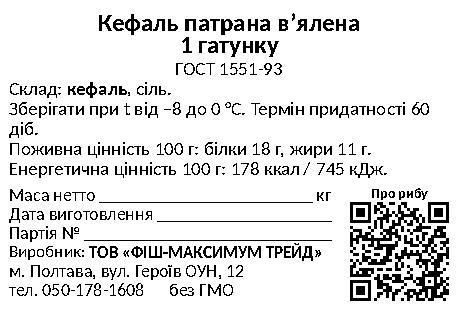 Кефаль патрана в’ялена
1 гатунку
ГОСТ 1551-93
Склад: кефаль, сіль.
Зберігати при t від –8 до 0 °C. Термін придатності 60
діб.
Поживна цінність 100 г: білки 18 г, жири 11 г.
Енергетична цінність 100 г: 178 ккал / 745 кДж.
Маса нетто ______________________ кг
Дата виготовлення __________________
Партія № __________________________
Виробник: ТОВ «ФІШ-МАКСИМУМ ТРЕЙД»
м. Полтава, вул. Героїв ОУН, 12
тел. 050-178-1608 без ГМО
Про рибу